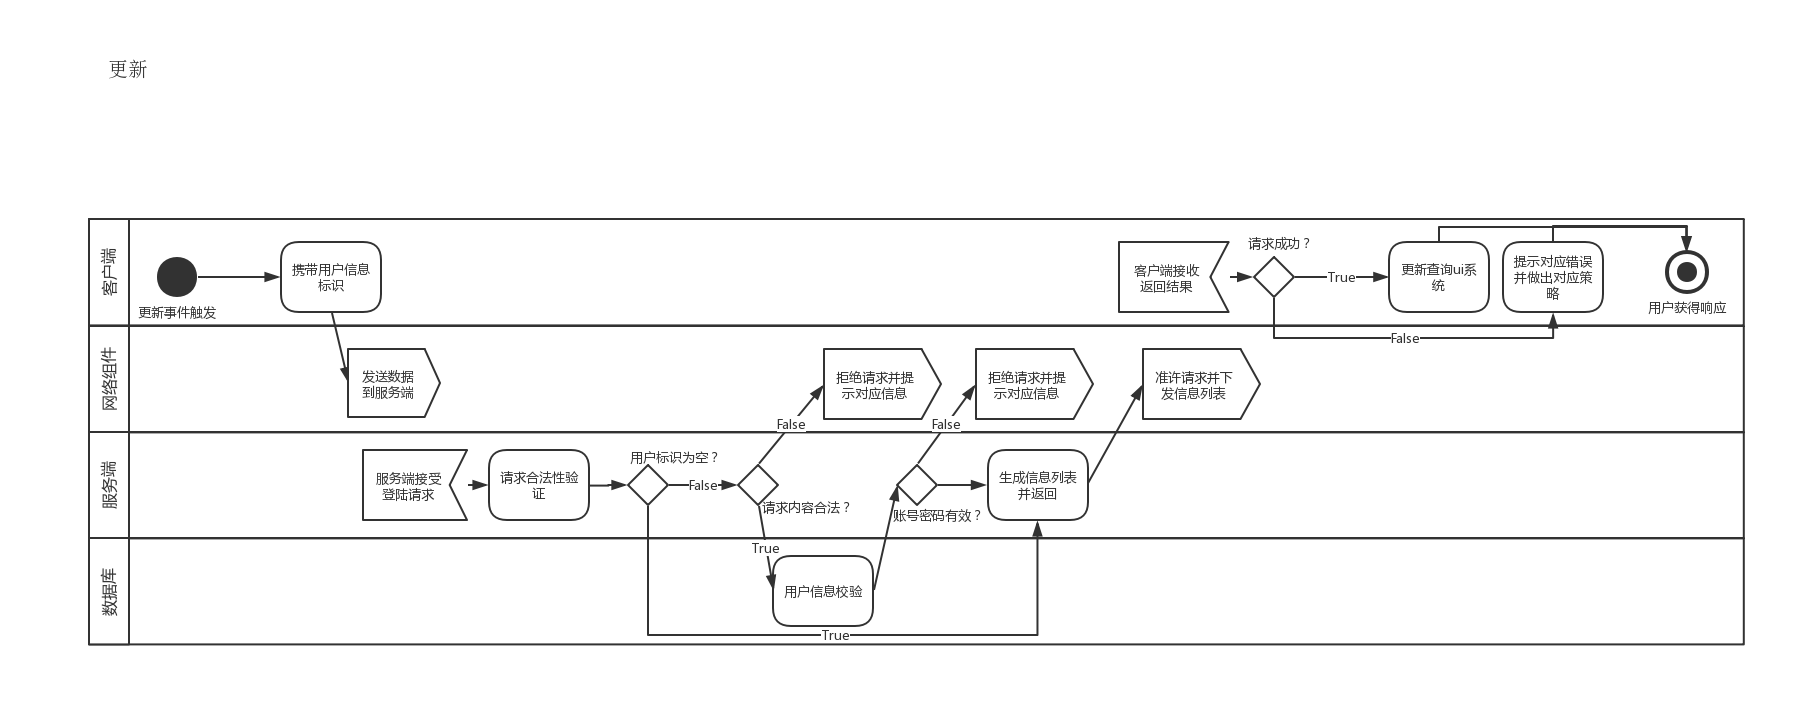 更新
客户端
更新事件触发
携带用户信息
标识
客户端接收
返回结果
请求成功？
True
更新查询ui系
统
提示对应错误
并做出对应策
略
用户获得响应
False
网络组件
发送数据
到服务端
拒绝请求并提
示对应信息
拒绝请求并提
示对应信息
准许请求并下
发信息列表
False
False
服务端
服务端接受
登陆请求
请求合法性验
证
用户标识为空？
False
请求内容合法？
账号密码有效？
生成信息列表
并返回
True
数据库
用户信息校验
True